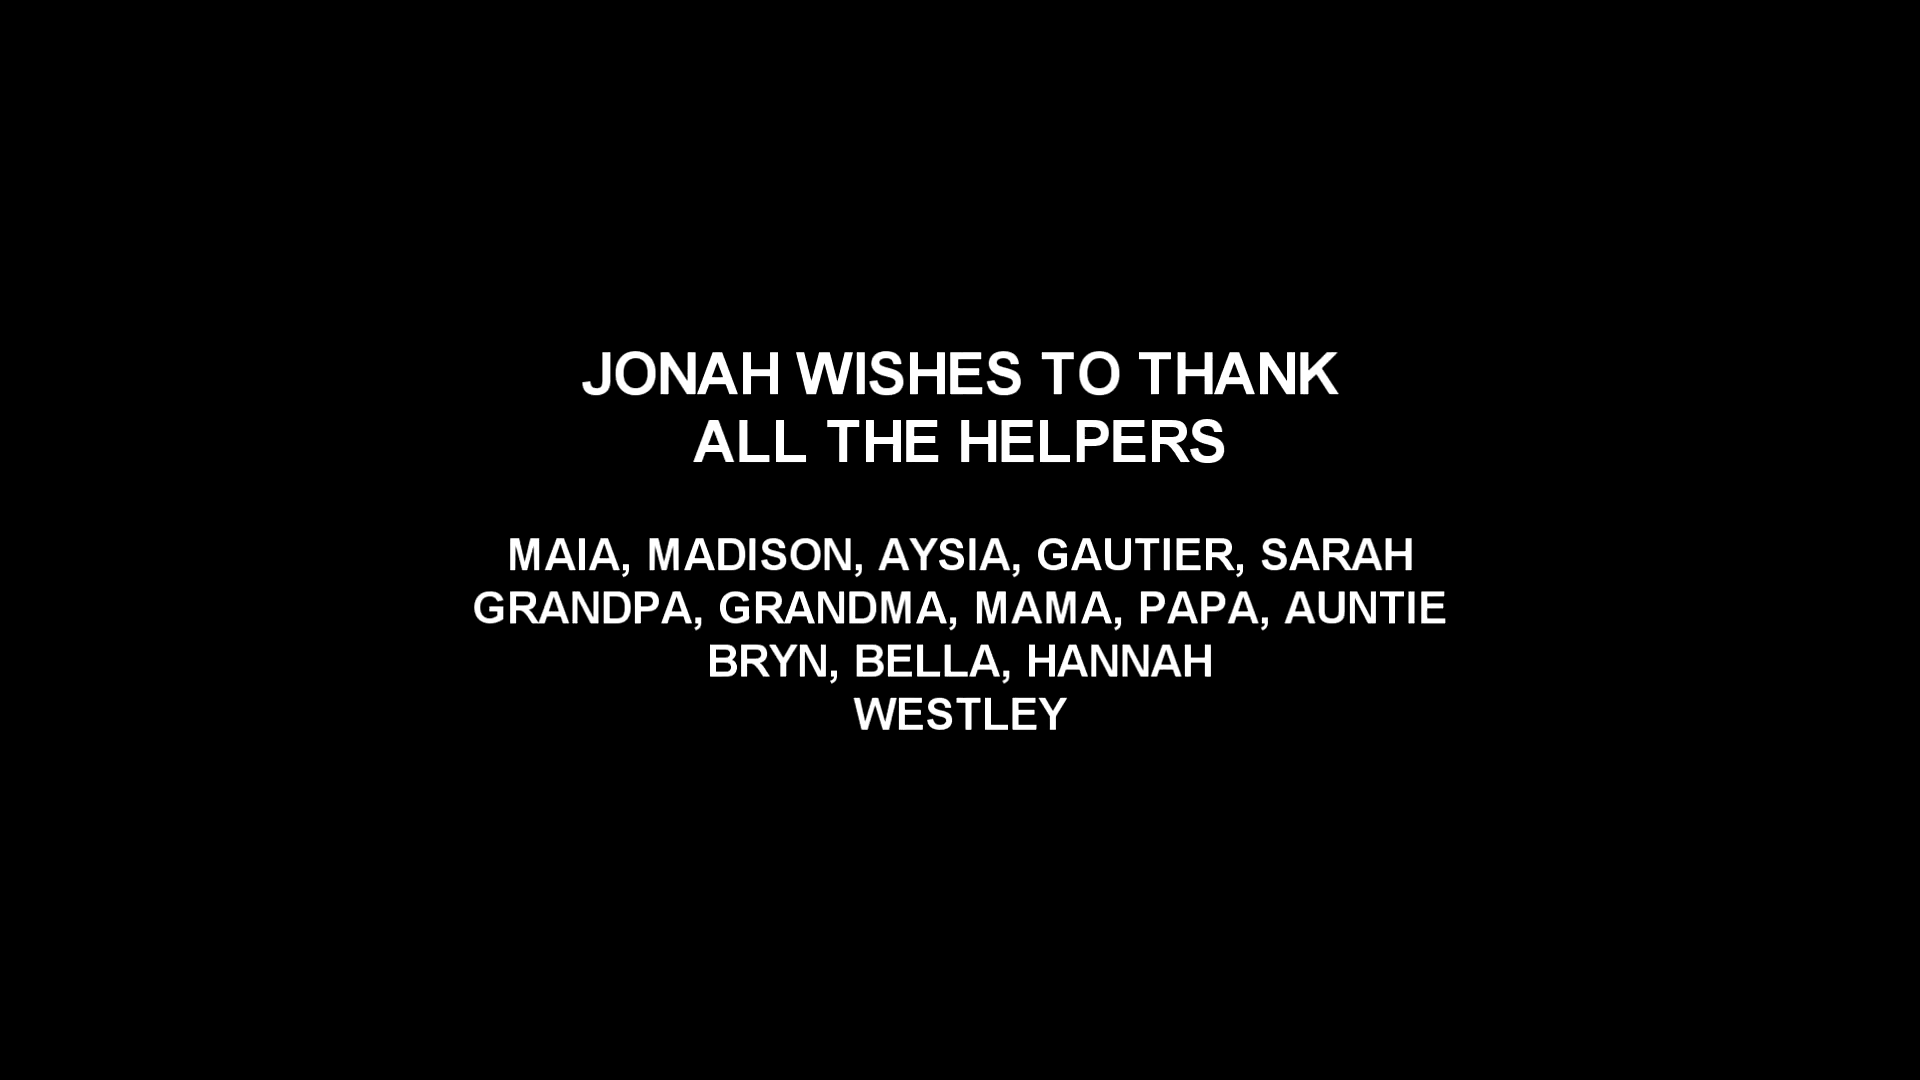 JONAH WISHES TO THANK
ALL THE HELPERS
MAIA, MADISON, AYSIA, GAUTIER, SARAH
GRANDPA, GRANDMA, MAMA, PAPA, AUNTIE
BRYN, BELLA, HANNAH
WESTLEY